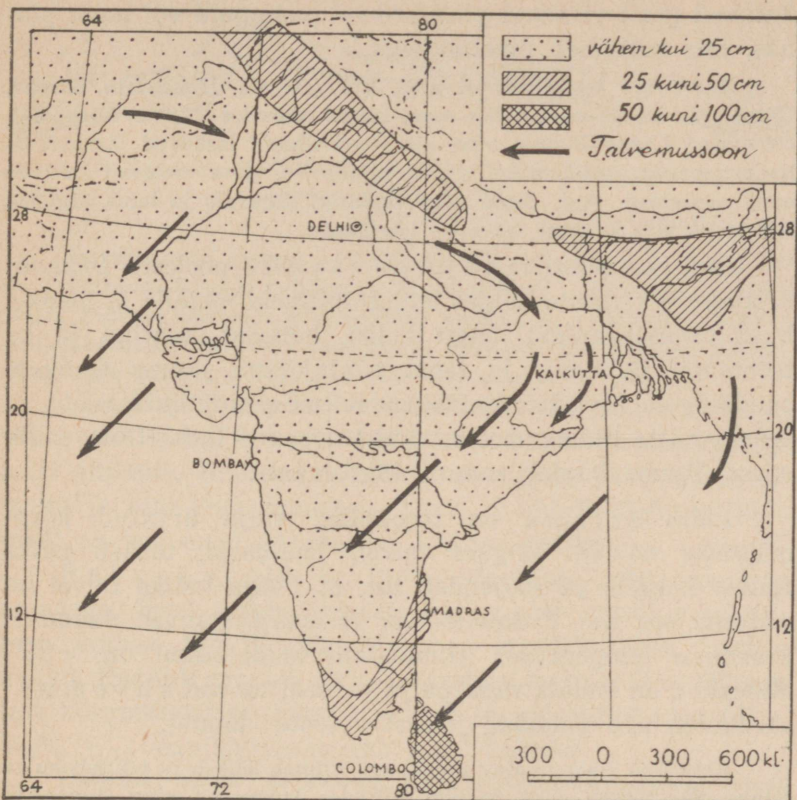 64
80
vähem kui 25 cm
25 kuni 50 cm
50 kuni 100 cm
Talvemussoon
28
DELHI
28
KALKUTTA
20
20
BOMBAY
MADRAS
12
12
COLOMBO
300 0 300 600 kl.
64
72
80